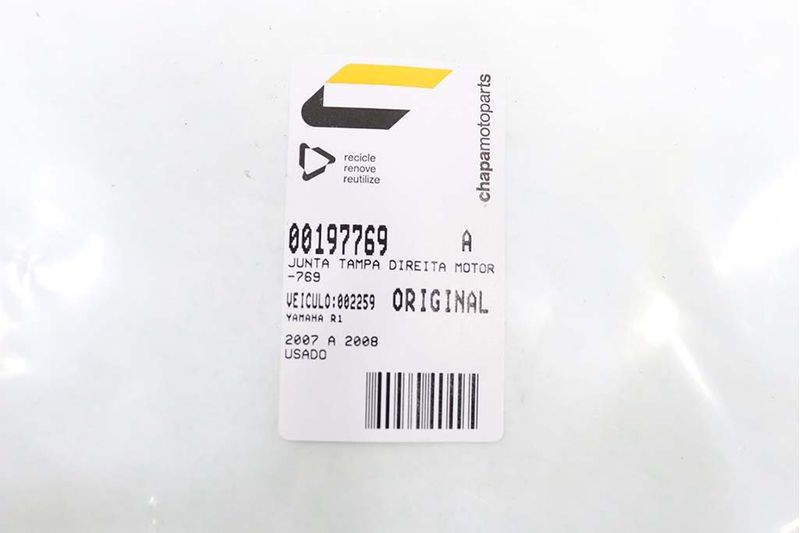 chapamotoparts
recicle
renove
reutilize
00197769 A
JUNTA TAMPA DIREITA MOTOR
-769
VEICULO:002259 ORIGINAL
YAMAHA R1
2007 A 2008
USADO